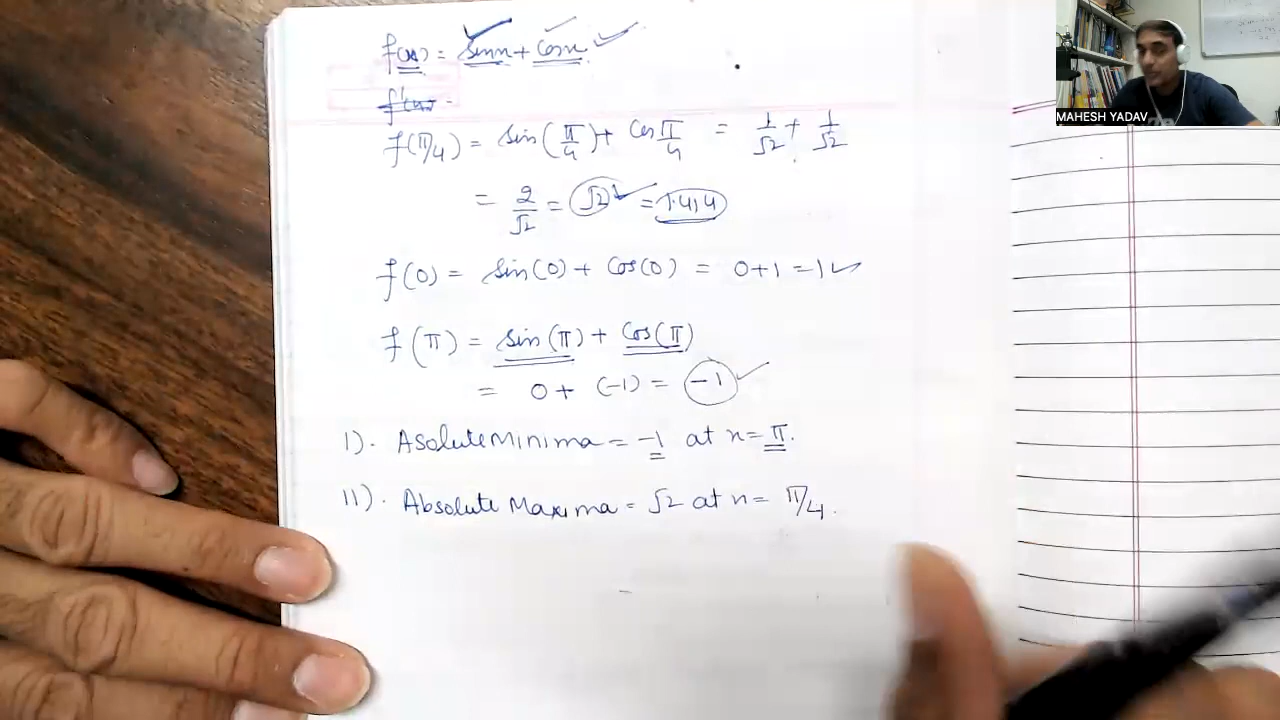 f(x) = sinx + cosx
f'(x) =
f(π/4) = sin(π/4) + cos π/4 = 1/√2 + 1/√2
= 2/√2 = √2 = 1.414
f(0) = sin(0) + cos(0) = 0+1 = 1
f(π) = sin(π) + cos(π)
= 0 + (-1) = -1
I). Asolute Minima = -1 at x = π.
II). Absolute Maxima = √2 at x = π/4.
MAHESH YADAV